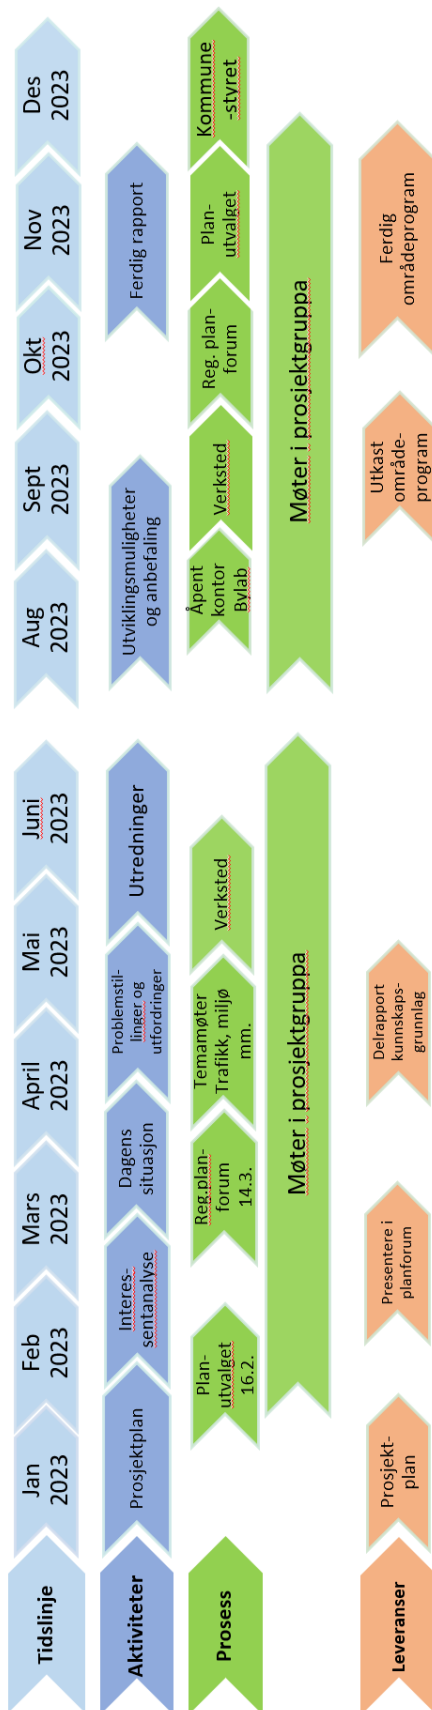 Tidslinje
Jan
2023
Feb
2023
Mars
2023
April
2023
Mai
2023
Juni
2023
Aug
2023
Sept
2023
Okt
2023
Nov
2023
Des
2023
Aktiviteter
Prosjektplan
Interes-
sentanalyse
Dagens
situasjon
Problemstil-
linger og
utfordringer
Utredninger
Utviklingsmuligheter
og anbefaling
Ferdig rapport
Prosess
Plan-
utvalget
16.2.
Reg.plan-
forum
14.3.
Temamøter
Trafikk, miljø
mm.
Verksted
Åpent
kontor
Bylab
Verksted
Reg. plan-
forum
Plan-
utvalget
Kommune
-styret
Møter i prosjektgruppa
Møter i prosjektgruppa
Leveranser
Prosjekt-
plan
Presentere i
planforum
Delrapport
kunnskaps-
grunnlag
Utkast
område-
program
Ferdig
områdeprogram